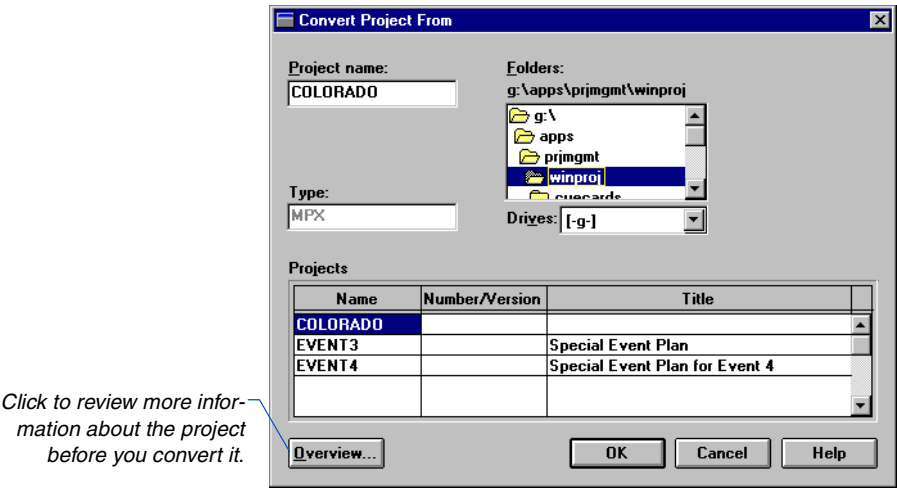 Convert Project From
Project name:
COLORADO
Folders:
g:\apps\prjmgmt\winproj
g:\
apps
prjmgmt
winproj
cuecards
Type:
MPX
Drives: [-g-]
Projects
Name Number/Version Title
COLORADO
EVENT3 Special Event Plan
EVENT4 Special Event Plan for Event 4
Click to review more infor-
mation about the project
before you convert it.
Overview... OK Cancel Help